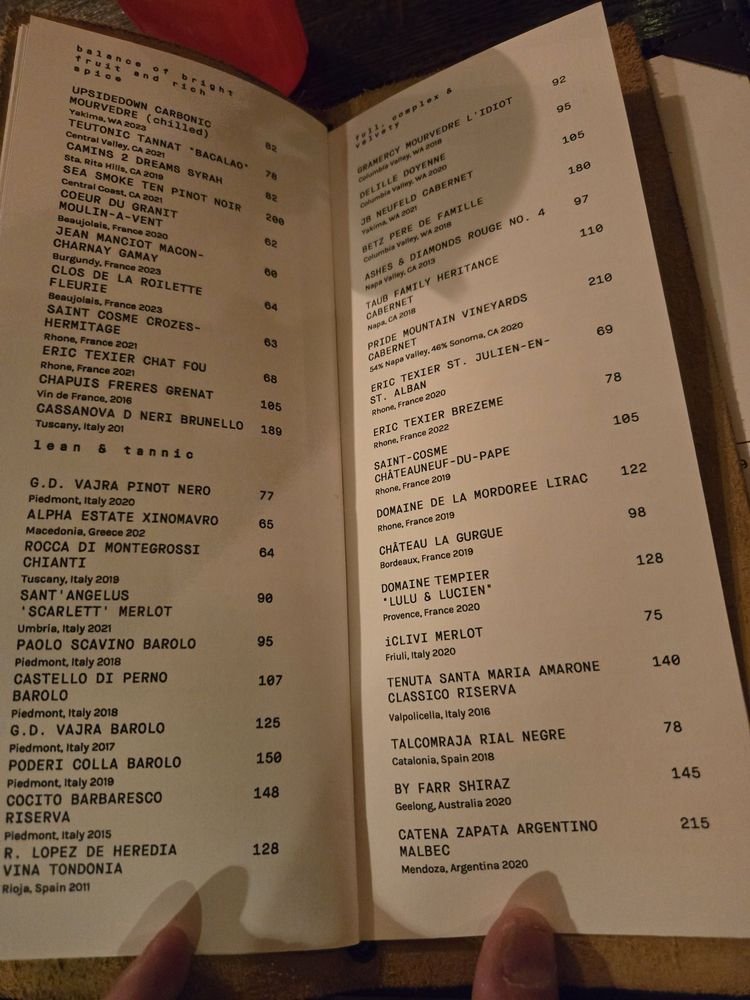 balance of bright
fruit and rich
spice
UPSIDEDOWN CARBONIC
MOURVEDRE (chilled) 82
Yakima, WA 2023
TEUTONIC TANNAT "BACALAO" 78
Central Valley, CA 2021
CAMINS 2 DREAMS SYRAH 82
Sta. Rita Hills, CA 2019
SEA SMOKE TEN PINOT NOIR 200
Central Coast, CA 2021
COEUR DU GRANIT
MOULIN-A-VENT 62
Beaujolais, France 2020
JEAN MANCIOT MACON-
CHARNAY GAMAY 60
Burgundy, France 2023
CLOS DE LA ROILETTE
FLEURIE 64
Beaujolais, France 2023
SAINT COSME CROZES-
HERMITAGE 63
Rhone, France 2021
ERIC TEXIER CHAT FOU 68
Rhone, France 2021
CHAPUIS FRERES GRENAT 105
Vin de France, 2016
CASSANOVA D NERI BRUNELLO 189
Tuscany, Italy 201
lean & tannic
G.D. VAJRA PINOT NERO 77
Piedmont, Italy 2020
ALPHA ESTATE XINOMAVRO 65
Macedonia, Greece 202
ROCCA DI MONTEGROSSI 64
CHIANTI
Tuscany, Italy 2019
SANT'ANGELUS 90
'SCARLETT' MERLOT
Umbria, Italy 2021
PAOLO SCAVINO BAROLO 95
Piedmont, Italy 2018
CASTELLO DI PERNO 107
BAROLO
Piedmont, Italy 2018
G.D. VAJRA BAROLO 125
Piedmont, Italy 2017
PODERI COLLA BAROLO 150
Piedmont, Italy 2019
COCITO BARBARESCO 148
RISERVA
Piedmont, Italy 2015
R. LOPEZ DE HEREDIA 128
VINA TONDONIA
Rioja, Spain 2011
full, complex &
velvety
GRAMERCY MOURVEDRE L'IDIOT 92
Columbia Valley, WA 2018
DELILLE DOYENNE 95
Columbia Valley, WA 2020
JB NEUFELD CABERNET 105
Yakima, WA 2021
BETZ PERE DE FAMILLE 180
Columbia Valley, WA 2018
ASHES & DIAMONDS ROUGE NO. 4 97
Napa Valley, CA 2013
TAUB FAMILY HERITANCE 110
CABERNET
Napa, CA 2018
PRIDE MOUNTAIN VINEYARDS 210
CABERNET
54% Napa Valley, 46% Sonoma, CA 2020
ERIC TEXIER ST. JULIEN-EN- 69
ST. ALBAN
Rhone, France 2020
ERIC TEXIER BREZEME 78
Rhone, France 2022
SAINT-COSME 105
CHÂTEAUNEUF-DU-PAPE
Rhone, France 2019
DOMAINE DE LA MORDOREE LIRAC 122
Rhone, France 2019
CHÂTEAU LA GURGUE 98
Bordeaux, France 2019
DOMAINE TEMPIER 128
"LULU & LUCIEN"
Provence, France 2020
iCLIVI MERLOT 75
Friuli, Italy 2020
TENUTA SANTA MARIA AMARONE 140
CLASSICO RISERVA
Valpolicella, Italy 2016
TALCOMRAJA RIAL NEGRE 78
Catalonia, Spain 2018
BY FARR SHIRAZ 145
Geelong, Australia 2020
CATENA ZAPATA ARGENTINO 215
MALBEC
Mendoza, Argentina 2020